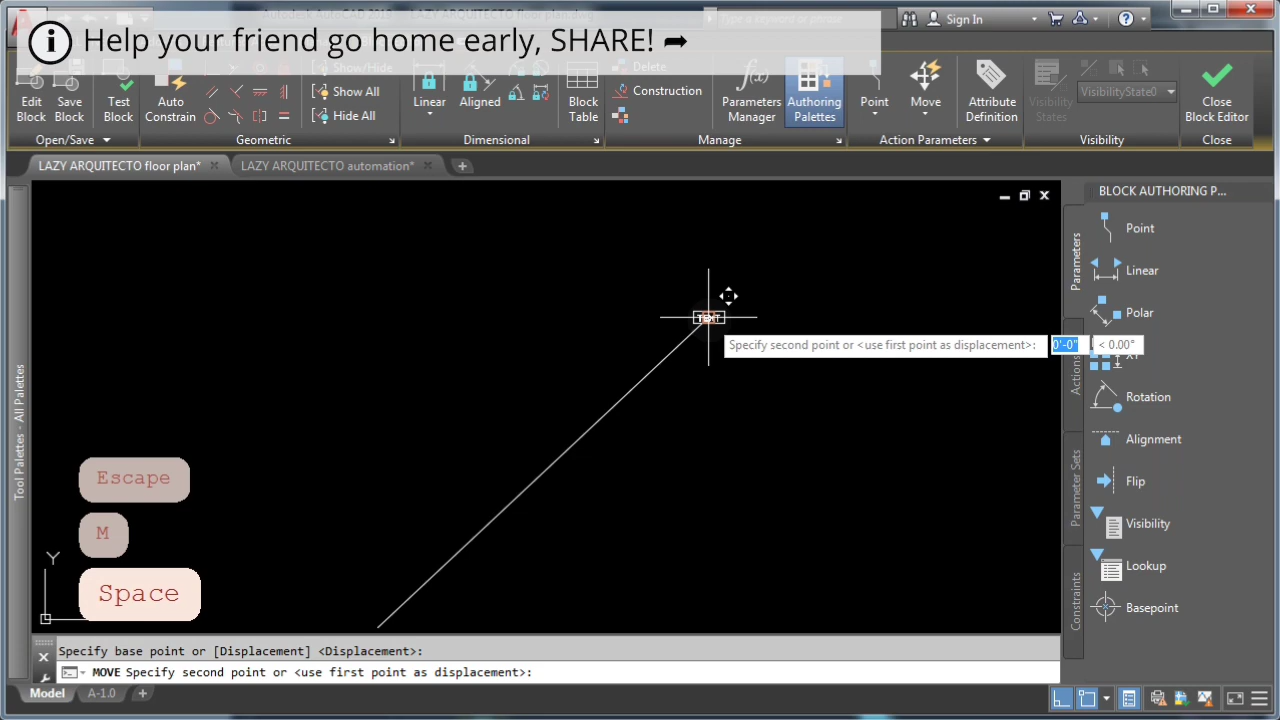 Help your friend go home early, SHARE! ➦
Sign In
Edit Block
Save Block
Test Block
Auto Constrain
Show/Hide
Show All
Hide All
Linear
Aligned
Block Table
Delete
Construction
Parameters Manager
Authoring Palettes
Point
Move
Attribute Definition
Visibility States
VisibilityState0
Close Block Editor
Open/Save
Geometric
Dimensional
Manage
Action Parameters
Visibility
Close
LAZY ARQUITECTO floor plan*
LAZY ARQUITECTO automation*
BLOCK AUTHORING P...
Parameters
Actions
Parameter Sets
Constraints
Point
Linear
Polar
XY
Rotation
Alignment
Flip
Visibility
Lookup
Basepoint
Tool Palettes - All Palettes
Specify second point or <use first point as displacement>:
0'-0"
< 0.00°
Escape
M
Space
Y
Specify base point or [Displacement] <Displacement>:
MOVE Specify second point or <use first point as displacement>:
Model
A-1.0